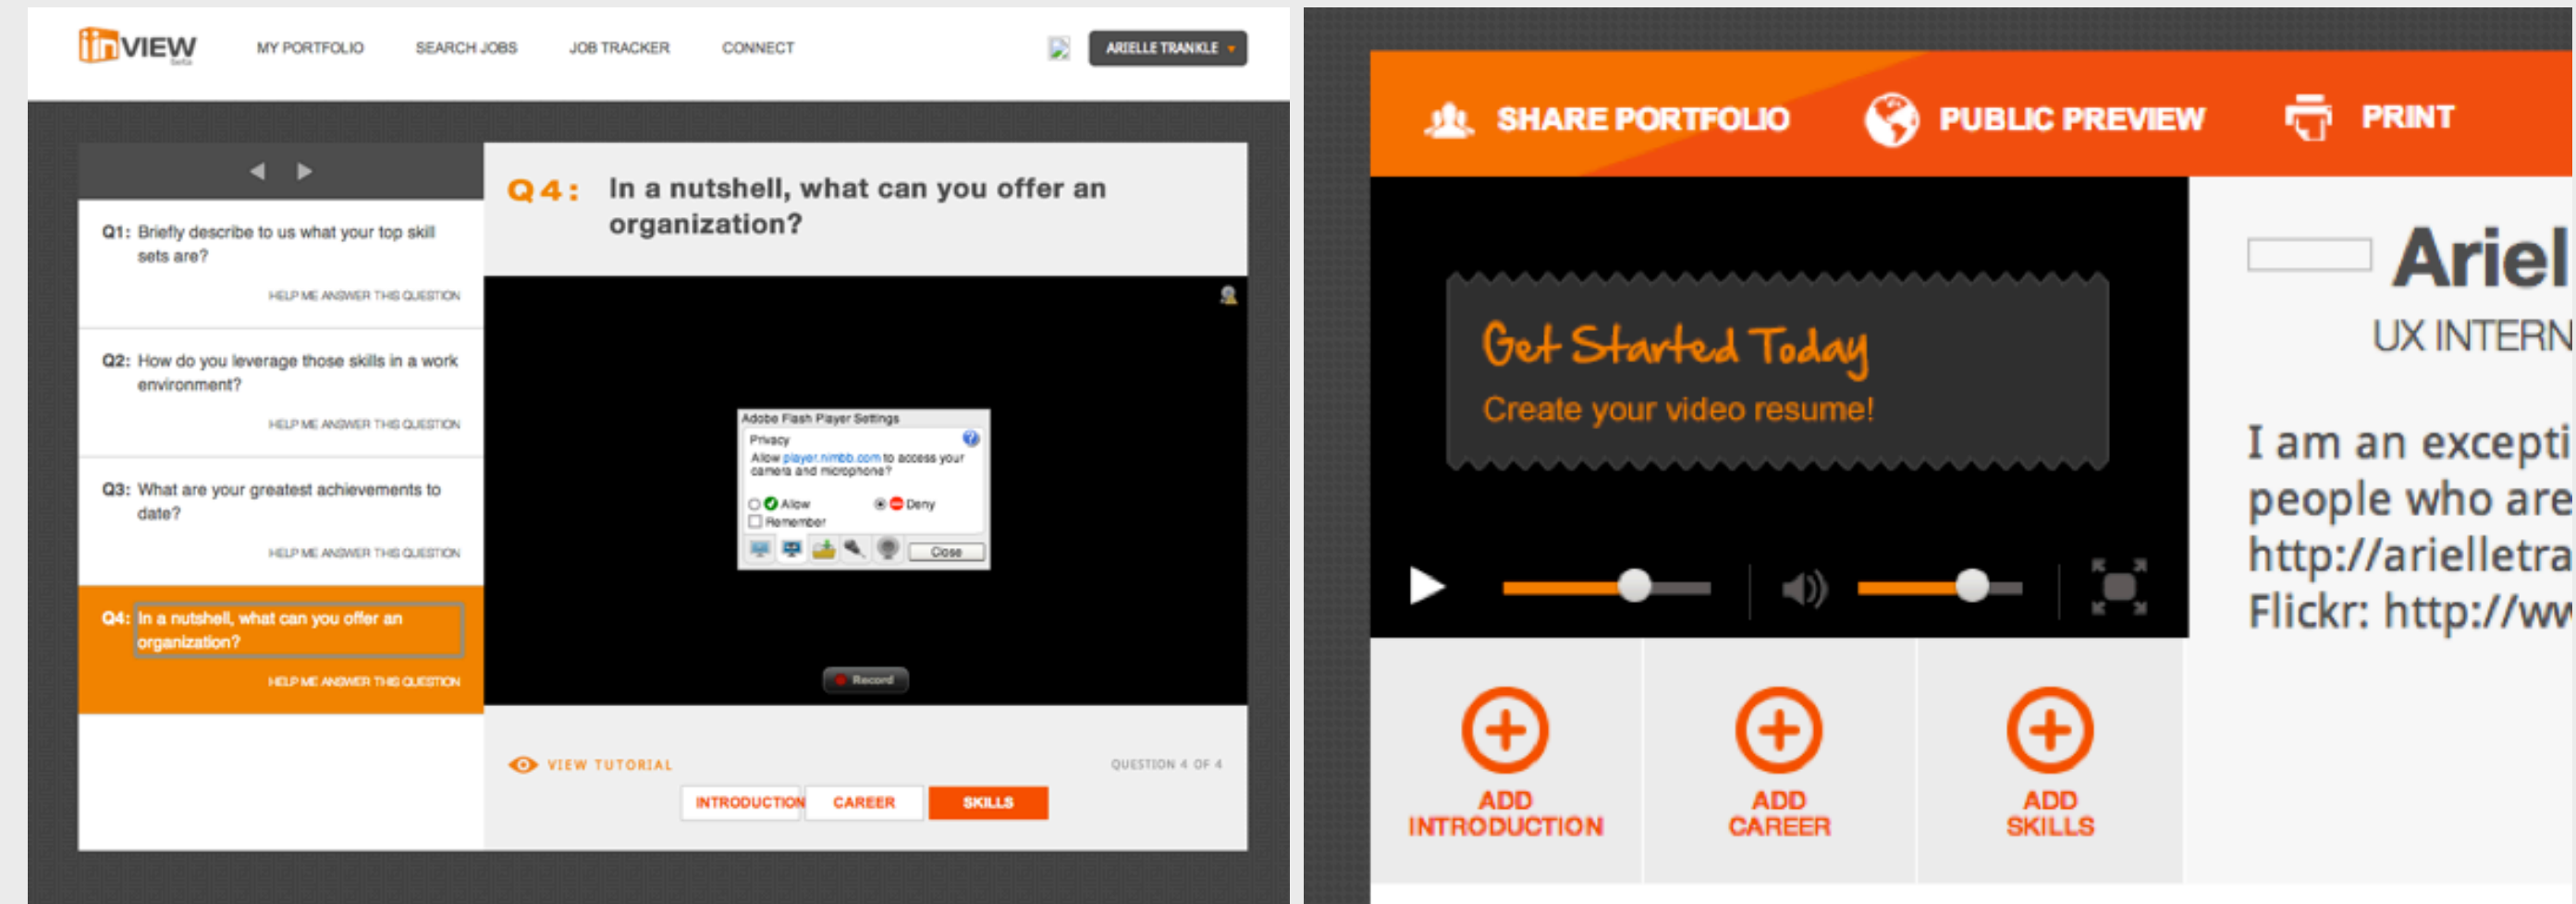 iinVIEW
beta
MY PORTFOLIO
SEARCH JOBS
JOB TRACKER
CONNECT
ARIELLE TRANKLE
Q1: Briefly describe to us what your top skill
sets are?
HELP ME ANSWER THIS QUESTION
Q2: How do you leverage those skills in a work
environment?
HELP ME ANSWER THIS QUESTION
Q3: What are your greatest achievements to
date?
HELP ME ANSWER THIS QUESTION
Q4: In a nutshell, what can you offer an
organization?
HELP ME ANSWER THIS QUESTION
Q4: In a nutshell, what can you offer an
organization?
Adobe Flash Player Settings
Privacy
Allow player.nimbb.com to access your
camera and microphone?
Allow
Deny
Remember
Close
Record
VIEW TUTORIAL
QUESTION 4 OF 4
INTRODUCTION
CAREER
SKILLS
SHARE PORTFOLIO
PUBLIC PREVIEW
PRINT
Get Started Today
Create your video resume!
ADD
INTRODUCTION
ADD
CAREER
ADD
SKILLS
Ariel
UX INTERN
I am an excepti
people who are
http://arielletra
Flickr: http://ww